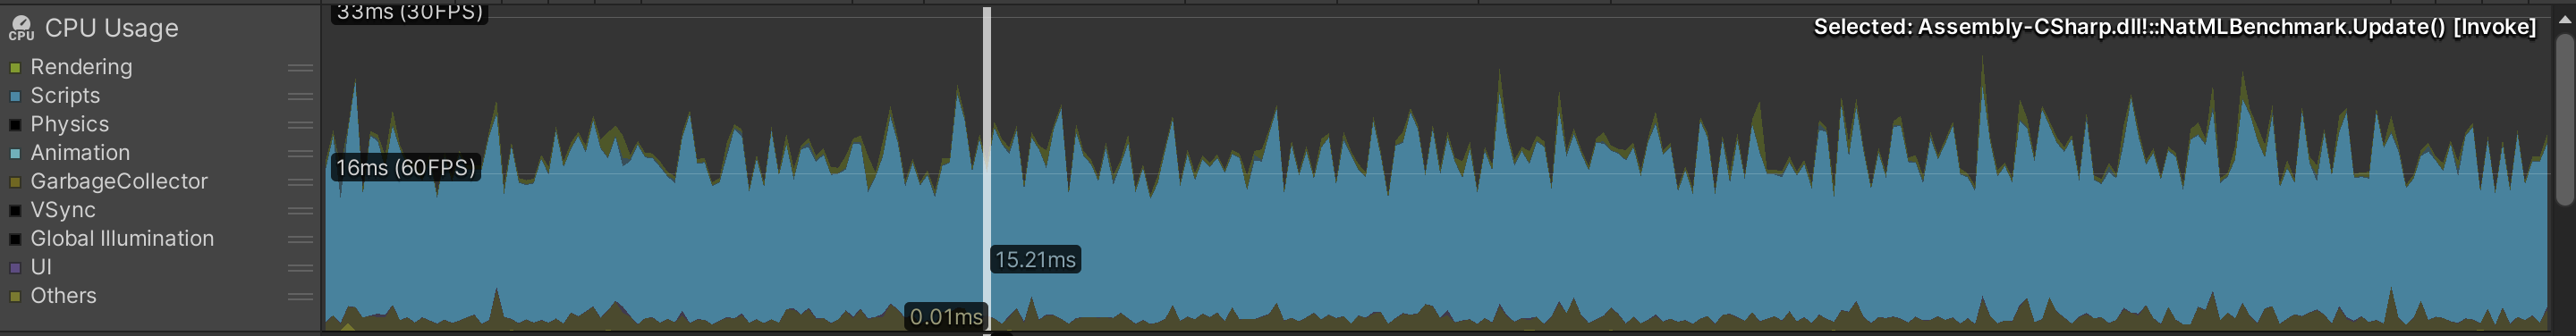 CPU Usage
CPU
Rendering
Scripts
Physics
Animation
GarbageCollector
VSync
Global Illumination
UI
Others
33ms (30FPS)
Selected: Assembly-CSharp.dll!::NatMLBenchmark.Update() [Invoke]
16ms (60FPS)
15.21ms
0.01ms